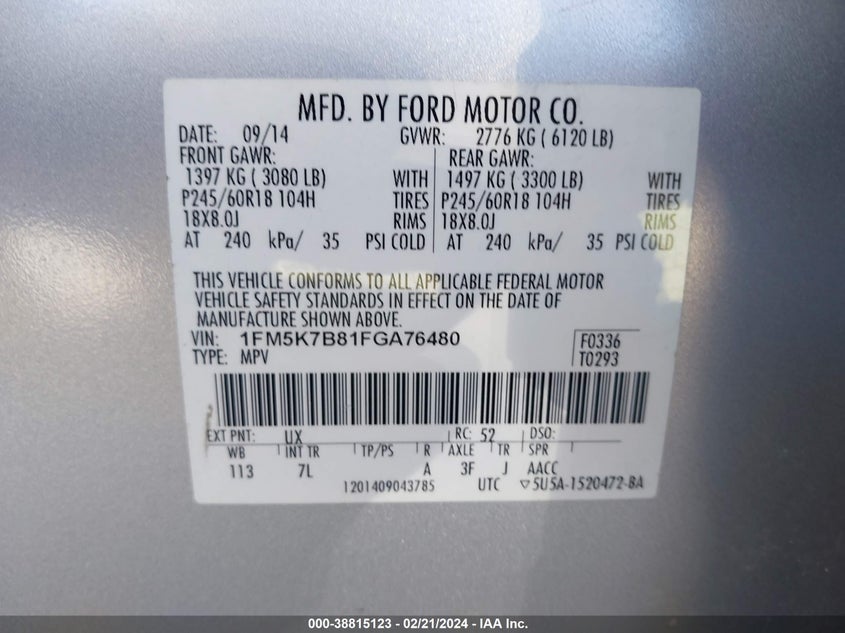 MFD. BY FORD MOTOR CO.
DATE: 09/14 GVWR: 2776 KG ( 6120 LB)
FRONT GAWR: REAR GAWR:
1397 KG ( 3080 LB) WITH 1497 KG ( 3300 LB) WITH
P245/60R18 104H TIRES P245/60R18 104H TIRES
18X8.0J RIMS 18X8.0J RIMS
AT 240 kPa/ 35 PSI COLD AT 240 kPa/ 35 PSI COLD
THIS VEHICLE CONFORMS TO ALL APPLICABLE FEDERAL MOTOR
VEHICLE SAFETY STANDARDS IN EFFECT ON THE DATE OF
MANUFACTURE SHOWN ABOVE.
VIN: 1FM5K7B81FGA76480 F0336
TYPE: MPV T0293
EXT PNT: UX RC: 52 DSO:
WB INT TR TP/PS R AXLE TR SPR
113 7L A 3F J AACC
1201409043785 UTC ▽5U5A-1520472-BA
000-38815123 - 02/21/2024 - IAA Inc.